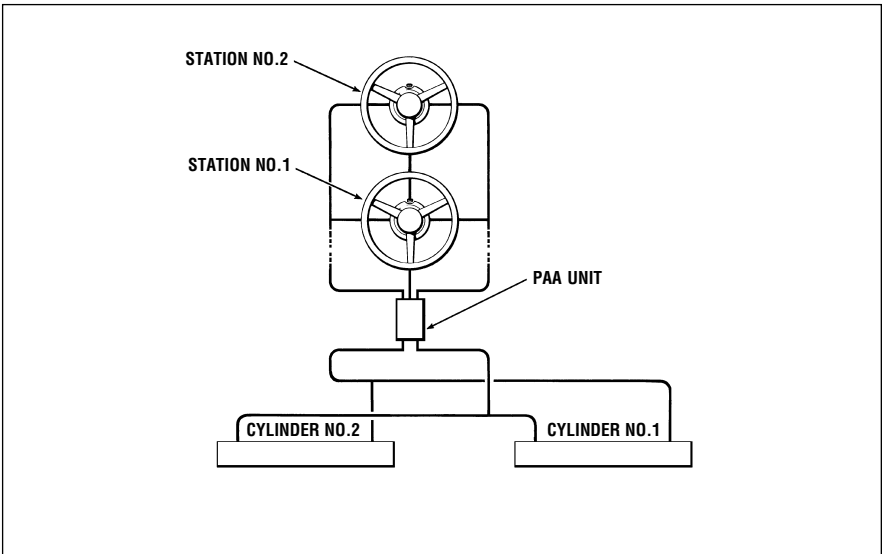 STATION NO.2
STATION NO.1
PAA UNIT
CYLINDER NO.2
CYLINDER NO.1